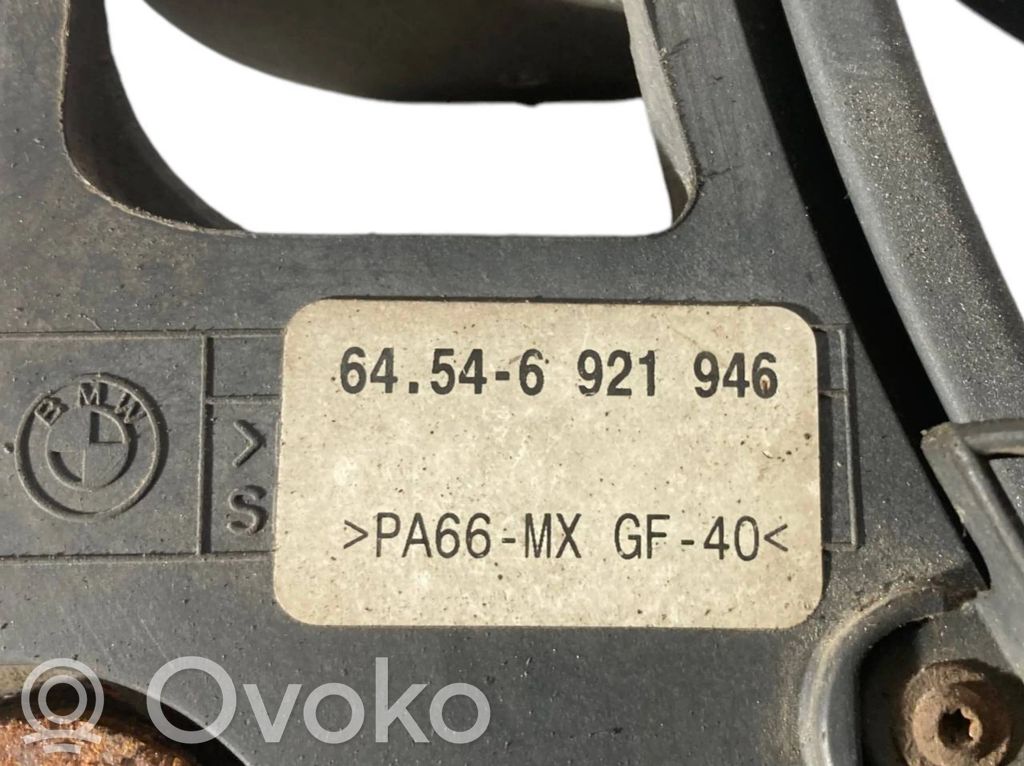 64.54-6 921 946
BMW
>
S
>PA66-MX GF-40<
Ovoko